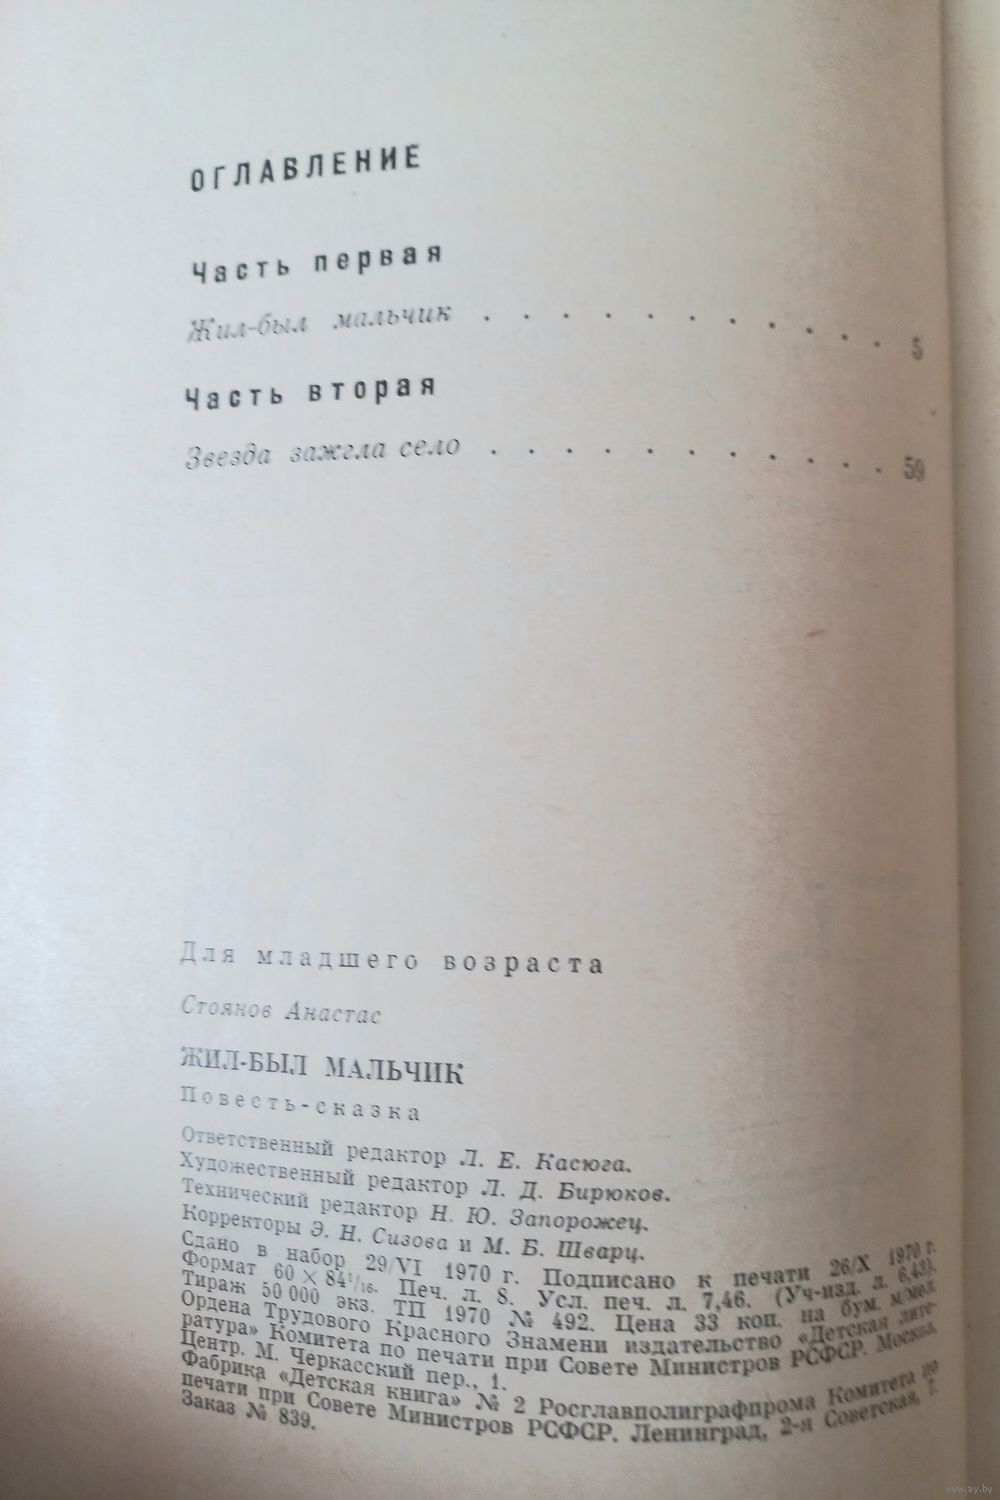 ОГЛАВЛЕНИЕ
Часть первая
Жил-был мальчик . . . . . . . . . . . 5
Часть вторая
Звезда зажгла село . . . . . . . . . . . 59
Для младшего возраста
Стоянов Анастас
ЖИЛ-БЫЛ МАЛЬЧИК
Повесть-сказка
Ответственный редактор Л. Е. Касюга.
Художественный редактор Л. Д. Бирюков.
Технический редактор Н. Ю. Запорожец.
Корректоры Э. Н. Сизова и М. Б. Шварц.
Сдано в набор 29/VI 1970 г. Подписано к печати 26/X 1970 г.
Формат 60 × 84¹/₁₆. Печ. л. 8. Усл. печ. л. 7,46. (Уч-изд. л. 6,43).
Тираж 50 000 экз. ТП 1970 № 492. Цена 33 коп. на бум. м/мел.
Ордена Трудового Красного Знамени издательство «Детская лите-
ратура» Комитета по печати при Совете Министров РСФСР. Москва.
Центр. М. Черкасский пер., 1.
Фабрика «Детская книга» № 2 Росглавполиграфпрома Комитета по
печати при Совете Министров РСФСР. Ленинград, 2-я Советская, 7.
Заказ № 839.
www.ay.by